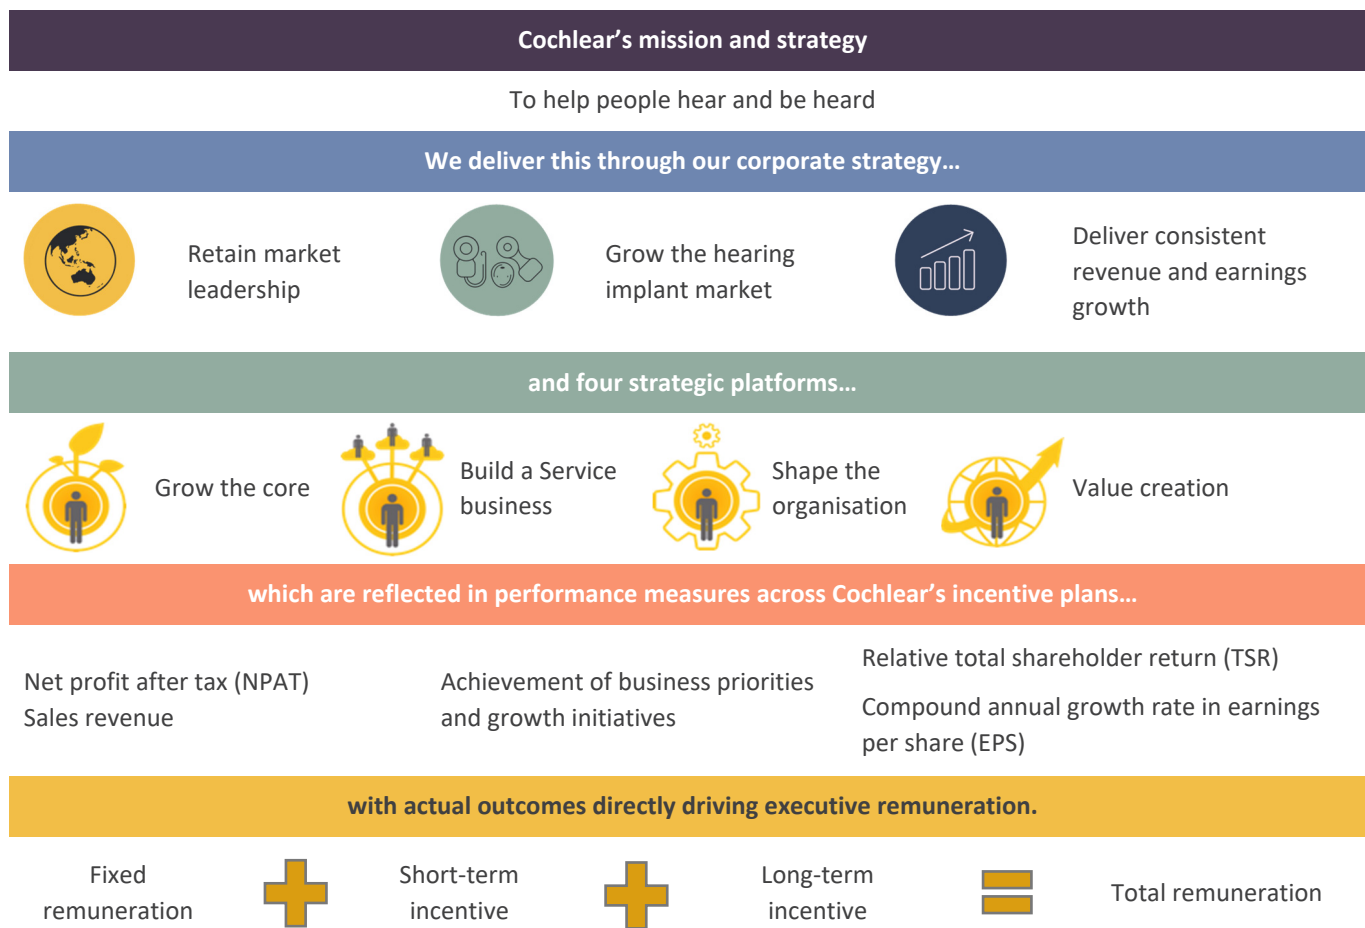 Cochlear’s mission and strategy
To help people hear and be heard
We deliver this through our corporate strategy…
Retain market
leadership
Grow the hearing
implant market
Deliver consistent
revenue and earnings
growth
and four strategic platforms…
Grow the core
Build a Service
business
Shape the
organisation
Value creation
which are reflected in performance measures across Cochlear’s incentive plans…
Net profit after tax (NPAT)
Sales revenue
Achievement of business priorities
and growth initiatives
Relative total shareholder return (TSR)
Compound annual growth rate in earnings
per share (EPS)
with actual outcomes directly driving executive remuneration.
Fixed
remuneration
Short-term
incentive
Long-term
incentive
Total remuneration